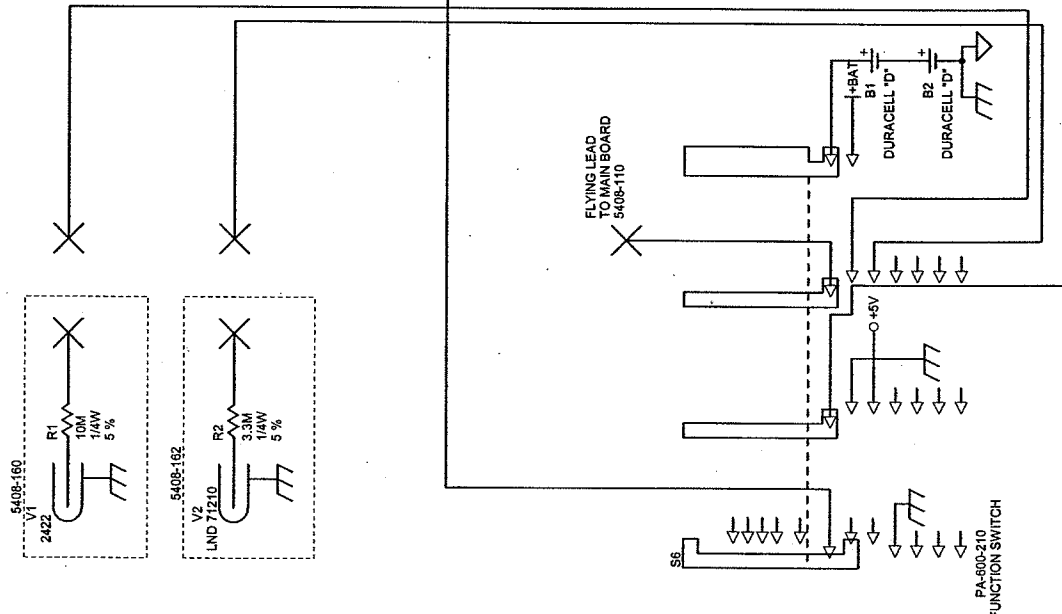 5408-160
V1
2422
R1
10M
1/4W
5 %
5408-162
V2
LND 71210
R2
3.3M
1/4W
5 %
FLYING LEAD
TO MAIN BOARD
5408-110
+BAT
+
B1
DURACELL "D"
+
B2
DURACELL "D"
+5V
S6
PA-600-210
FUNCTION SWITCH